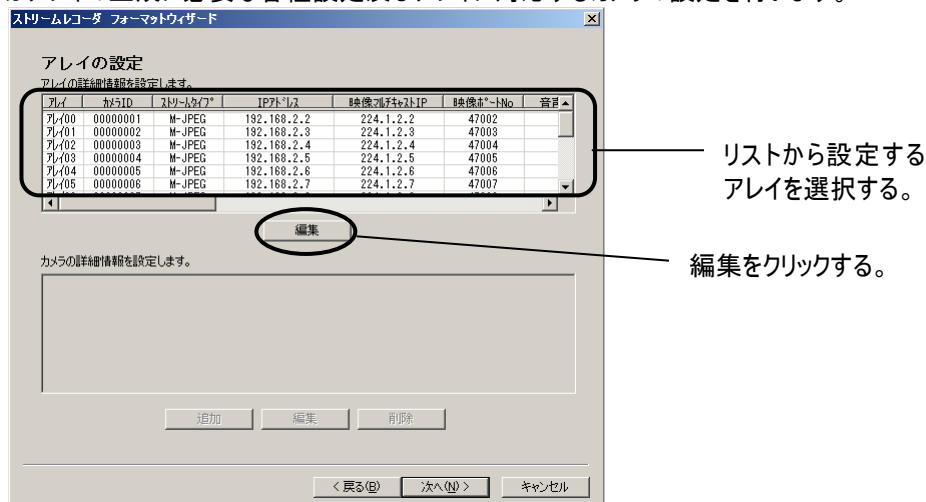 ストリームレコーダ フォーマットウィザード
アレイの設定
アレイの詳細情報を設定します。
アレイ カメラID ストリームタイプ IPアドレス 映像マルチキャストIP 映像ポートNo 音声
アレイ00 00000001 M-JPEG 192.168.2.2 224.1.2.2 47002
アレイ01 00000002 M-JPEG 192.168.2.3 224.1.2.3 47003
アレイ02 00000003 M-JPEG 192.168.2.4 224.1.2.4 47004
アレイ03 00000004 M-JPEG 192.168.2.5 224.1.2.5 47005
アレイ04 00000005 M-JPEG 192.168.2.6 224.1.2.6 47006
アレイ05 00000006 M-JPEG 192.168.2.7 224.1.2.7 47007
リストから設定する
アレイを選択する。
編集
編集をクリックする。
カメラの詳細情報を設定します。
追加 編集 削除
< 戻る(B) 次へ(N) > キャンセル